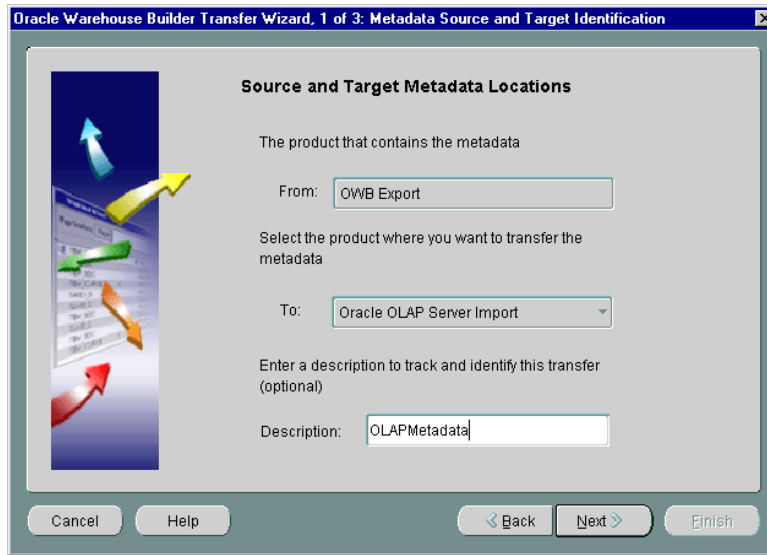 Oracle Warehouse Builder Transfer Wizard, 1 of 3: Metadata Source and Target Identification
Source and Target Metadata Locations
The product that contains the metadata
From: OWB Export
Select the product where you want to transfer the
metadata
To: Oracle OLAP Server Import
Enter a description to track and identify this transfer
(optional)
Description: OLAPMetadata
Cancel Help Back Next Finish